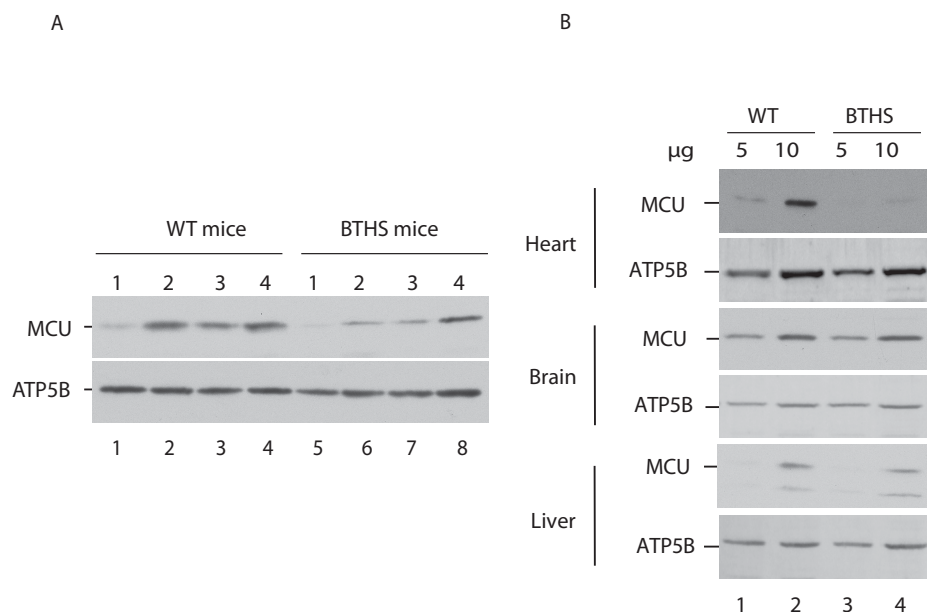 A
B
WT mice BTHS mice
1 2 3 4 1 2 3 4
MCU
ATP5B
1 2 3 4 5 6 7 8
WT BTHS
μg 5 10 5 10
Heart
MCU
ATP5B
Brain
MCU
ATP5B
Liver
MCU
ATP5B
1 2 3 4